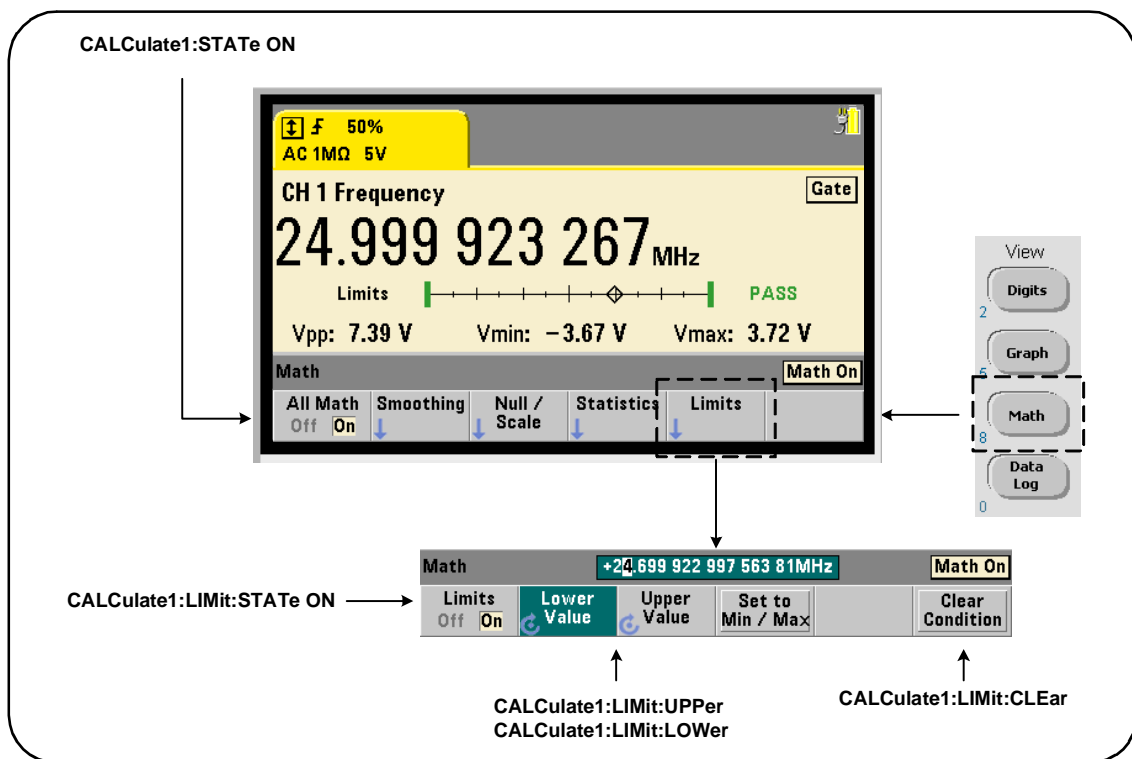 CALCulate1:STATe ON
50%
AC 1MΩ 5V
CH 1 Frequency
Gate
24.999 923 267 MHz
Limits
PASS
Vpp: 7.39 V Vmin: −3.67 V Vmax: 3.72 V
Math
Math On
All Math
Off On
Smoothing
Null /
Scale
Statistics
Limits
View
Digits
2
Graph
5
Math
8
Data
Log
0
Math
+24.699 922 997 563 81MHz
Math On
CALCulate1:LIMit:STATe ON
Limits
Off On
Lower
Value
Upper
Value
Set to
Min / Max
Clear
Condition
CALCulate1:LIMit:UPPer
CALCulate1:LIMit:LOWer
CALCulate1:LIMit:CLEar